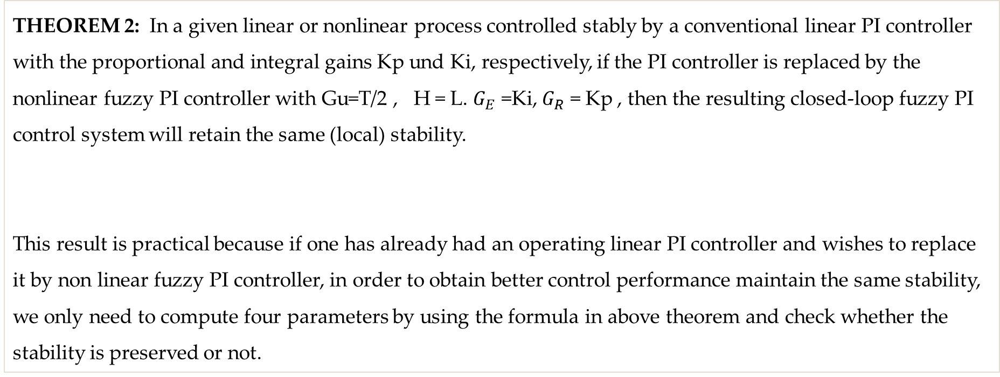 THEOREM 2: In a given linear or nonlinear process controlled stably by a conventional linear PI controller
with the proportional and integral gains Kp und Ki, respectively, if the PI controller is replaced by the
nonlinear fuzzy PI controller with Gu=T/2 , H = L. G_E =Ki, G_R = Kp , then the resulting closed-loop fuzzy PI
control system will retain the same (local) stability.
This result is practical because if one has already had an operating linear PI controller and wishes to replace
it by non linear fuzzy PI controller, in order to obtain better control performance maintain the same stability,
we only need to compute four parameters by using the formula in above theorem and check whether the
stability is preserved or not.